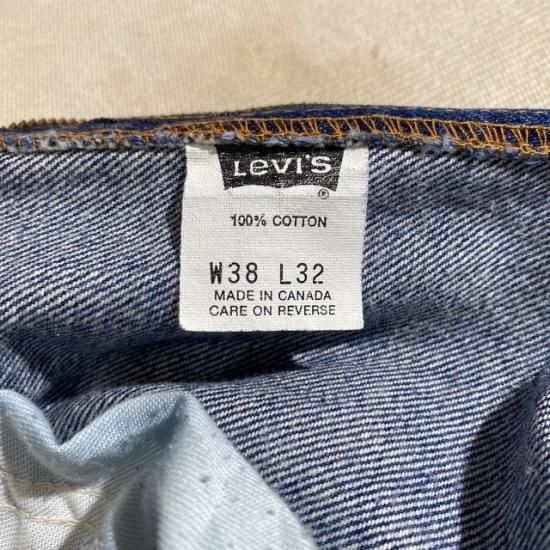 LEVI'S
®
100% COTTON
W38 L32
MADE IN CANADA
CARE ON REVERSE